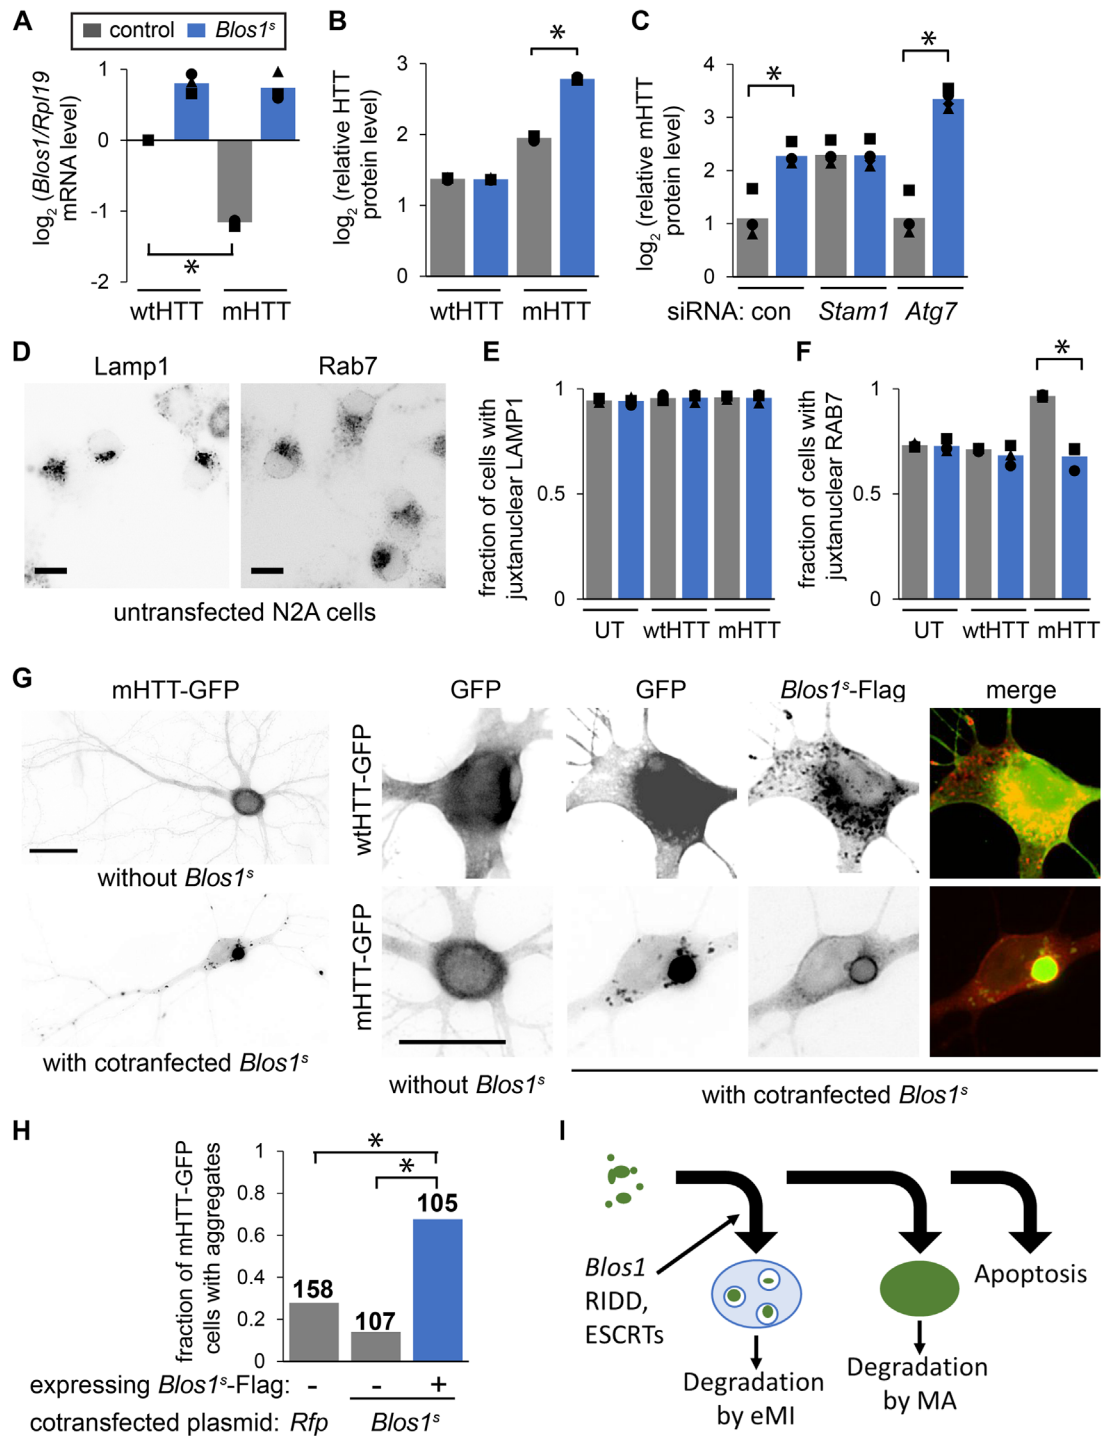 A
control
Blos1ˢ
log₂ (Blos1/Rpl19
mRNA level)
1
0
-1
-2
*
wtHTT
mHTT
B
log₂ (relative HTT
protein level)
3
2
1
0
*
wtHTT
mHTT
C
log₂ (relative mHTT
protein level)
4
3
2
1
0
*
*
siRNA: con
Stam1
Atg7
D
Lamp1
Rab7
untransfected N2A cells
E
fraction of cells with
juxtanuclear LAMP1
1
0.5
0
UT
wtHTT
mHTT
F
fraction of cells with
juxtanuclear RAB7
1
0.5
0
*
UT
wtHTT
mHTT
G
mHTT-GFP
GFP
GFP
Blos1ˢ-Flag
merge
without Blos1ˢ
with cotranfected Blos1ˢ
wtHTT-GFP
mHTT-GFP
without Blos1ˢ
with cotranfected Blos1ˢ
H
fraction of mHTT-GFP
cells with aggregates
1
0.8
0.6
0.4
0.2
0
*
*
158
107
105
expressing Blos1ˢ-Flag: - - +
cotransfected plasmid: Rfp Blos1ˢ
I
Blos1
RIDD,
ESCRTs
Degradation
by eMI
Degradation
by MA
Apoptosis